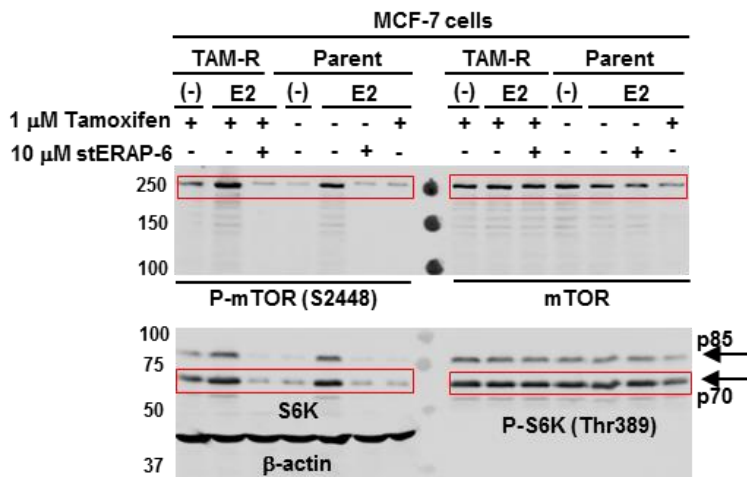 MCF-7 cells
TAM-R Parent TAM-R Parent
(-) E2 (-) E2 (-) E2 (-) E2
1 μM Tamoxifen + + + - - - + + + + - - - +
10 μM stERAP-6 - - + - - + - - - + - - + -
250
150
100
P-mTOR (S2448) mTOR
100 p85
75
p70
50 S6K P-S6K (Thr389)
37 β-actin